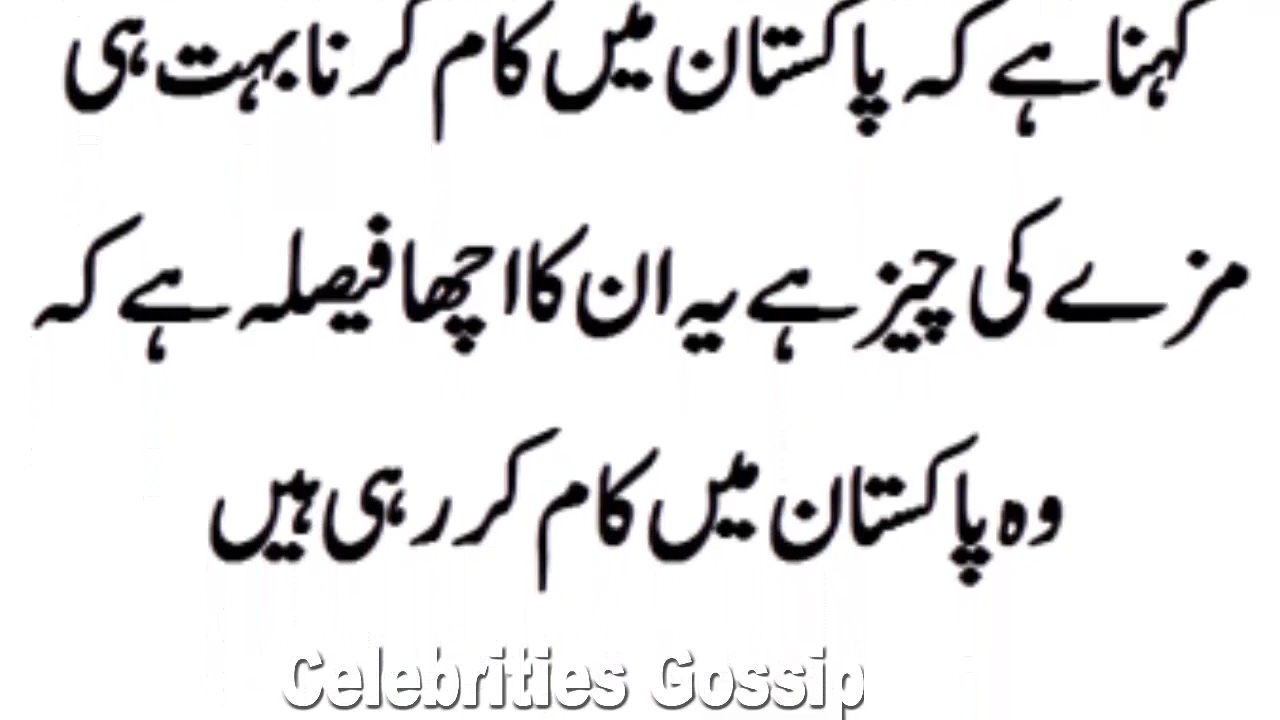 کہنا ہے کہ پاکستان میں کام کرنا بہت ہی
مزے کی چیز ہے یہ ان کا اچھا فیصلہ ہے کہ
وہ پاکستان میں کام کر رہی ہیں
Celebrities Gossip